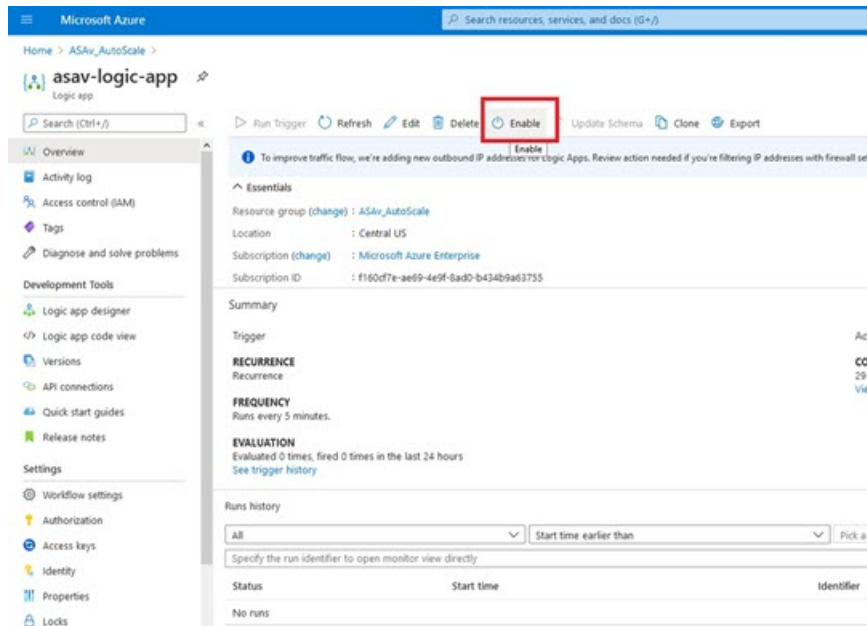 Microsoft Azure
Search resources, services, and docs (G+/)
Home > ASAv_AutoScale >
asav-logic-app
Logic app
Search (Ctrl+/)
Run Trigger Refresh Edit Delete Enable Update Schema Clone Export
Enable
To improve traffic flow, we're adding new outbound IP addresses for Logic Apps. Review action needed if you're filtering IP addresses with firewall se
Overview
Activity log
Access control (IAM)
Tags
Diagnose and solve problems
Development Tools
Logic app designer
Logic app code view
Versions
API connections
Quick start guides
Release notes
Settings
Workflow settings
Authorization
Access keys
Identity
Properties
Locks
Essentials
Resource group (change) : ASAv_AutoScale
Location : Central US
Subscription (change) : Microsoft Azure Enterprise
Subscription ID : f160cf7e-ae69-4e9f-8ad0-b434b9a63755
Summary
Trigger
RECURRENCE
Recurrence
FREQUENCY
Runs every 5 minutes.
EVALUATION
Evaluated 0 times, fired 0 times in the last 24 hours
See trigger history
Ac
CO
29
Vie
Runs history
All
Start time earlier than
Pick a
Specify the run identifier to open monitor view directly
Status Start time Identifier
No runs